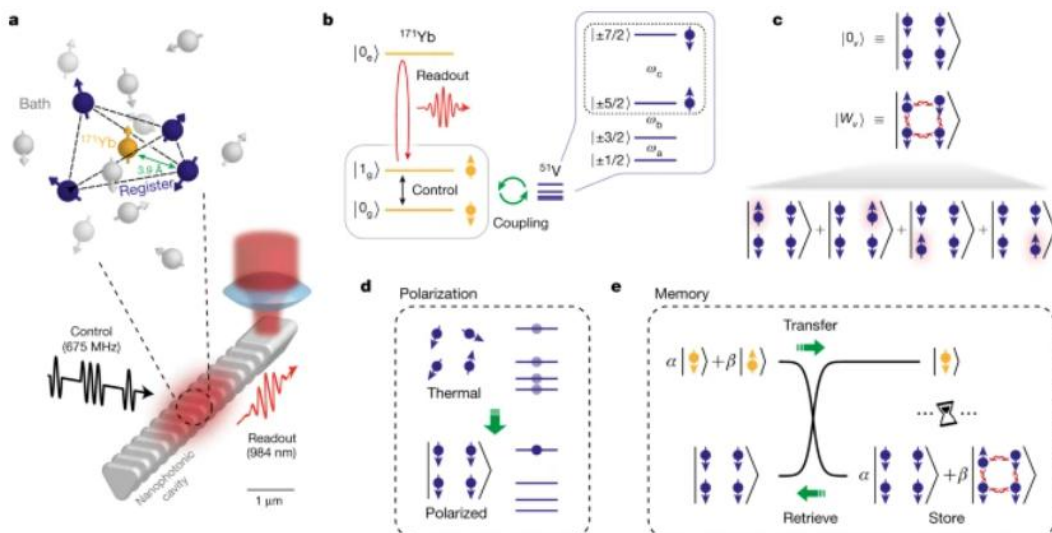 a
Bath
171Yb
3.9 Å
Register
Control
(675 MHz)
Readout
(984 nm)
Nanophotonic
cavity
1 μm
b
171Yb
|0e⟩
Readout
|1g⟩
Control
|0g⟩
Coupling
51V
|±7/2⟩
ωc
|±5/2⟩
ωb
|±3/2⟩
ωa
|±1/2⟩
c
|0v⟩ ≡
|Wv⟩ ≡
+ + +
d Polarization
Thermal
Polarized
e Memory
Transfer
α + β
α + β
Retrieve
Store